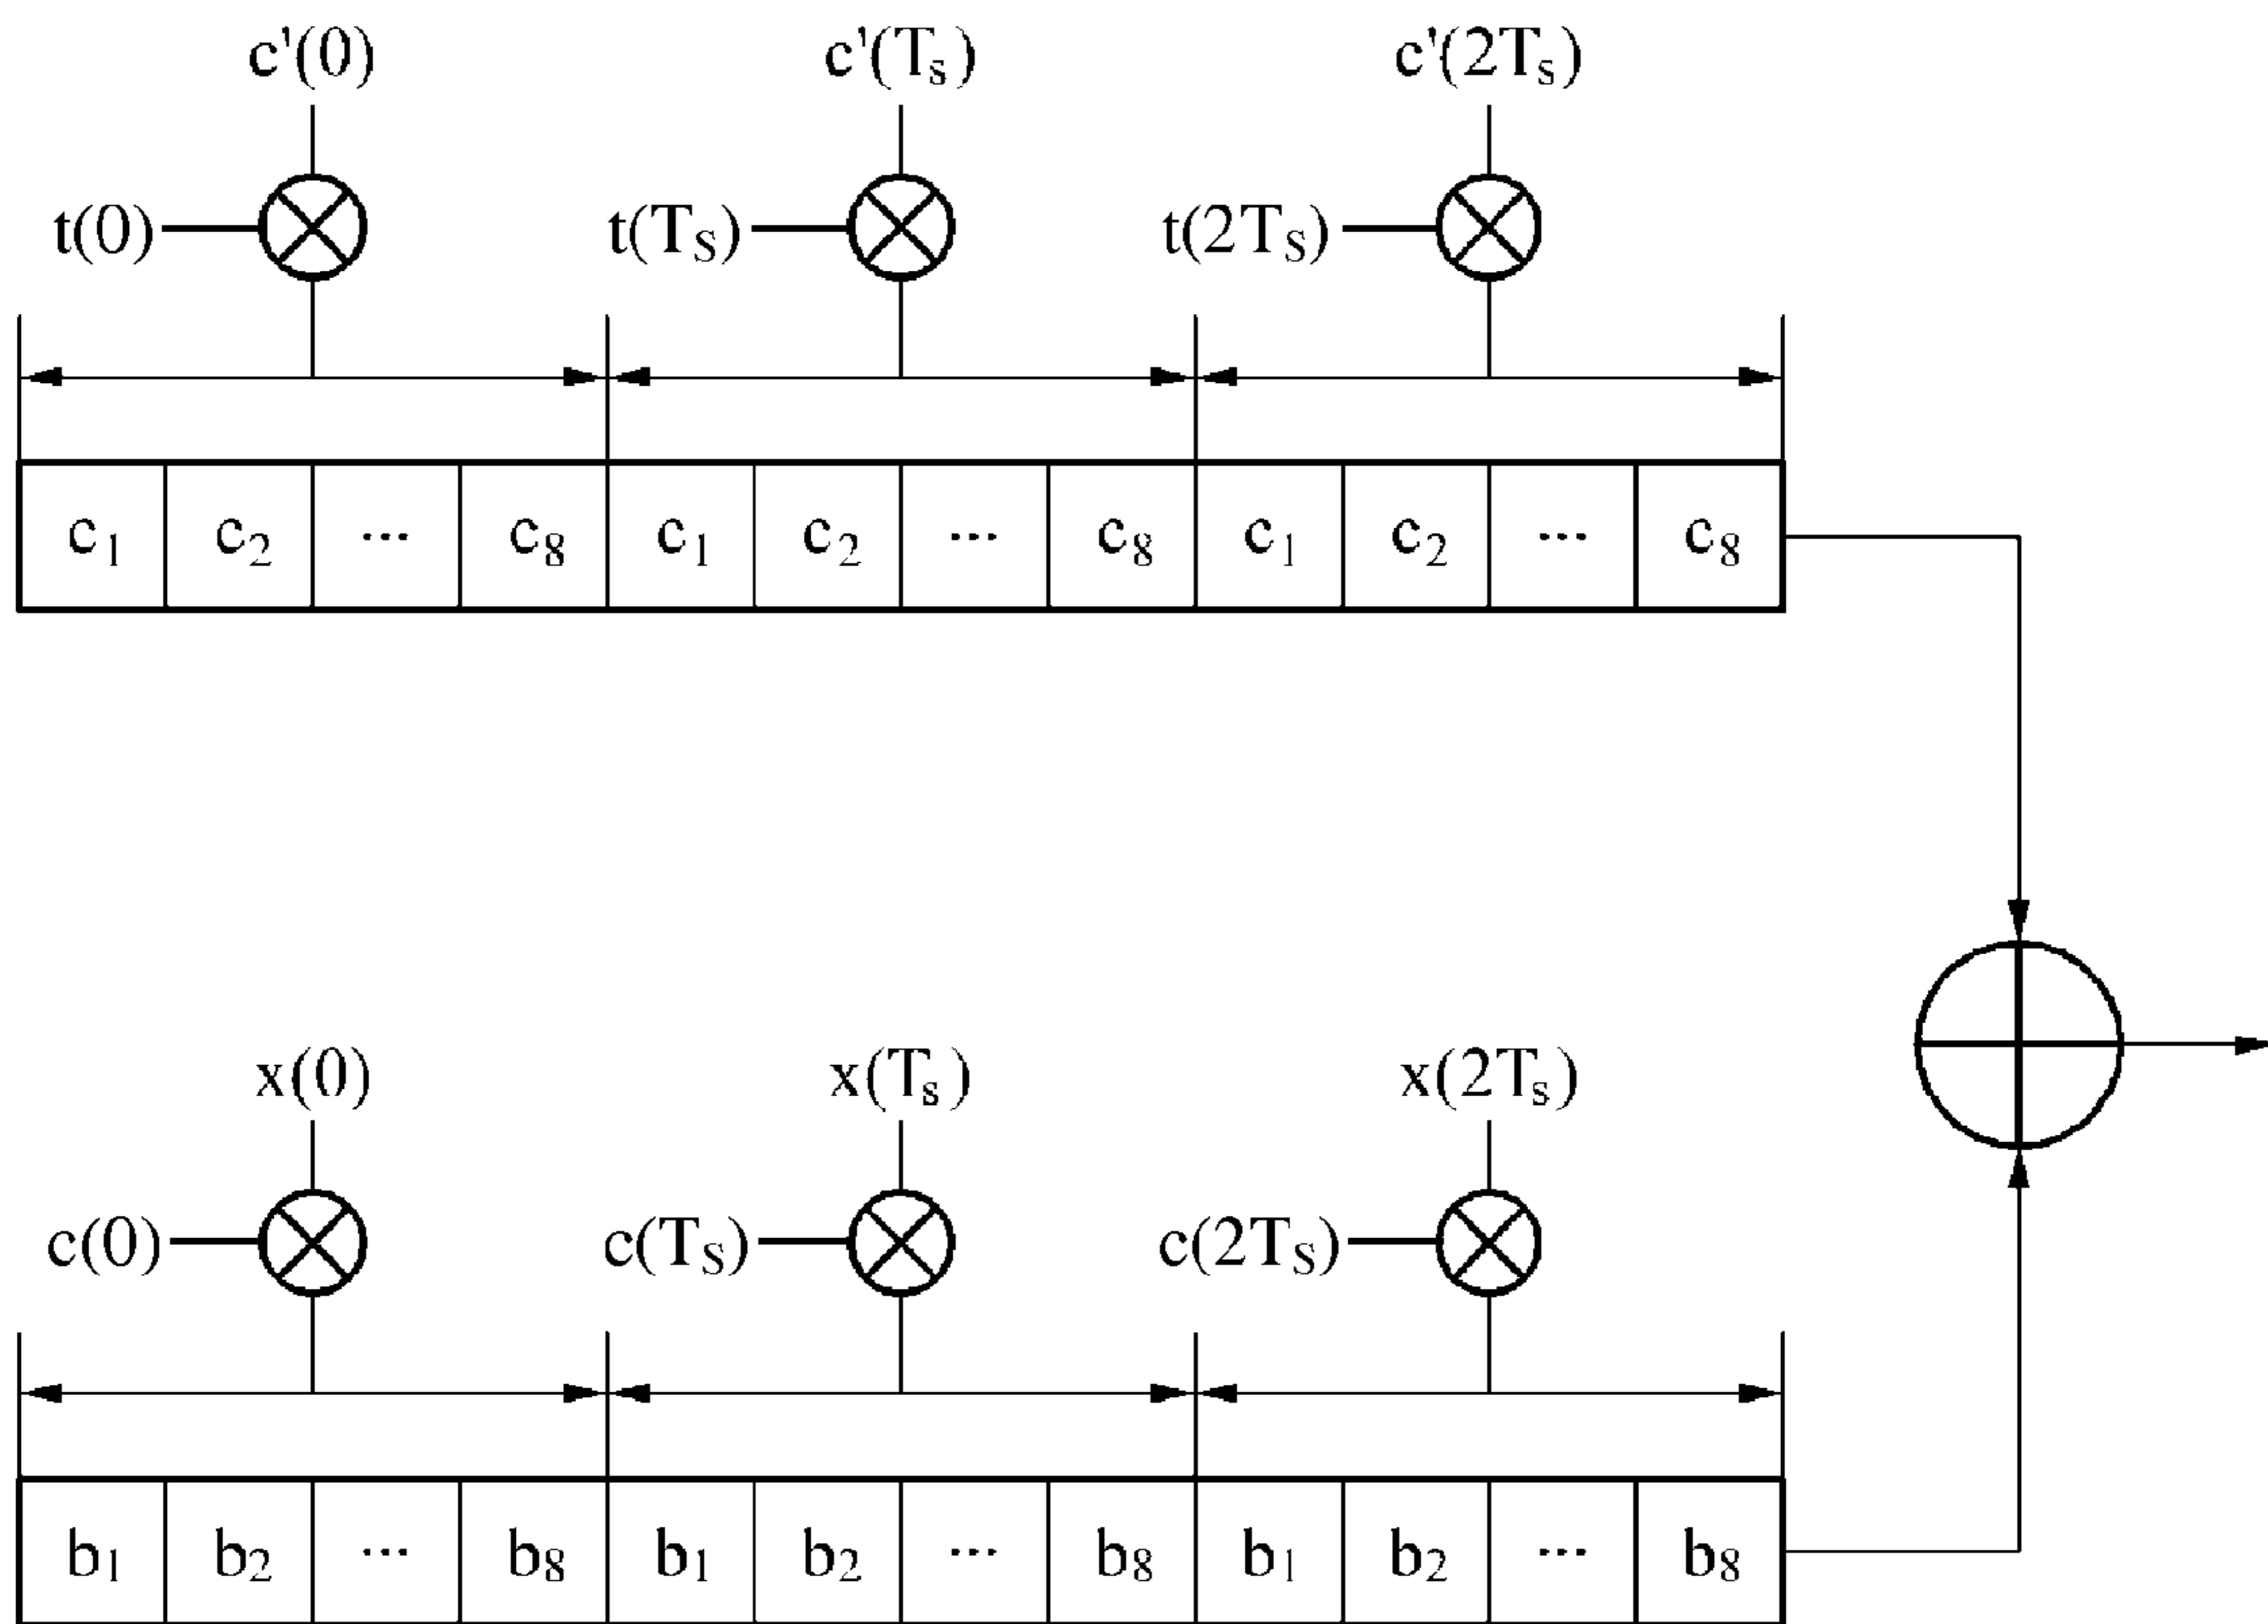 c'(0) c'(Ts) c'(2Ts)
t(0) t(TS) t(2TS)
c1 c2 ... c8 c1 c2 ... c8 c1 c2 ... c8
x(0) x(Ts) x(2Ts)
c(0) c(TS) c(2TS)
b1 b2 ... b8 b1 b2 ... b8 b1 b2 ... b8